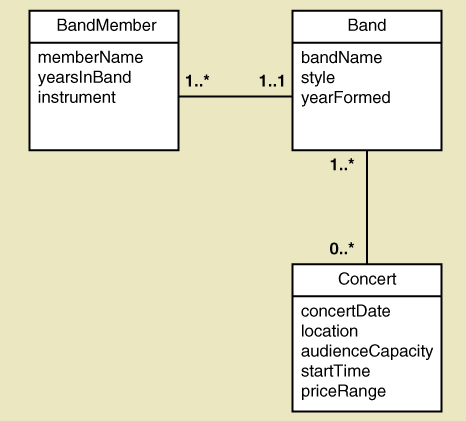 BandMember
memberName
yearsInBand
instrument
1..*
1..1
Band
bandName
style
yearFormed
1..*
0..*
Concert
concertDate
location
audienceCapacity
startTime
priceRange